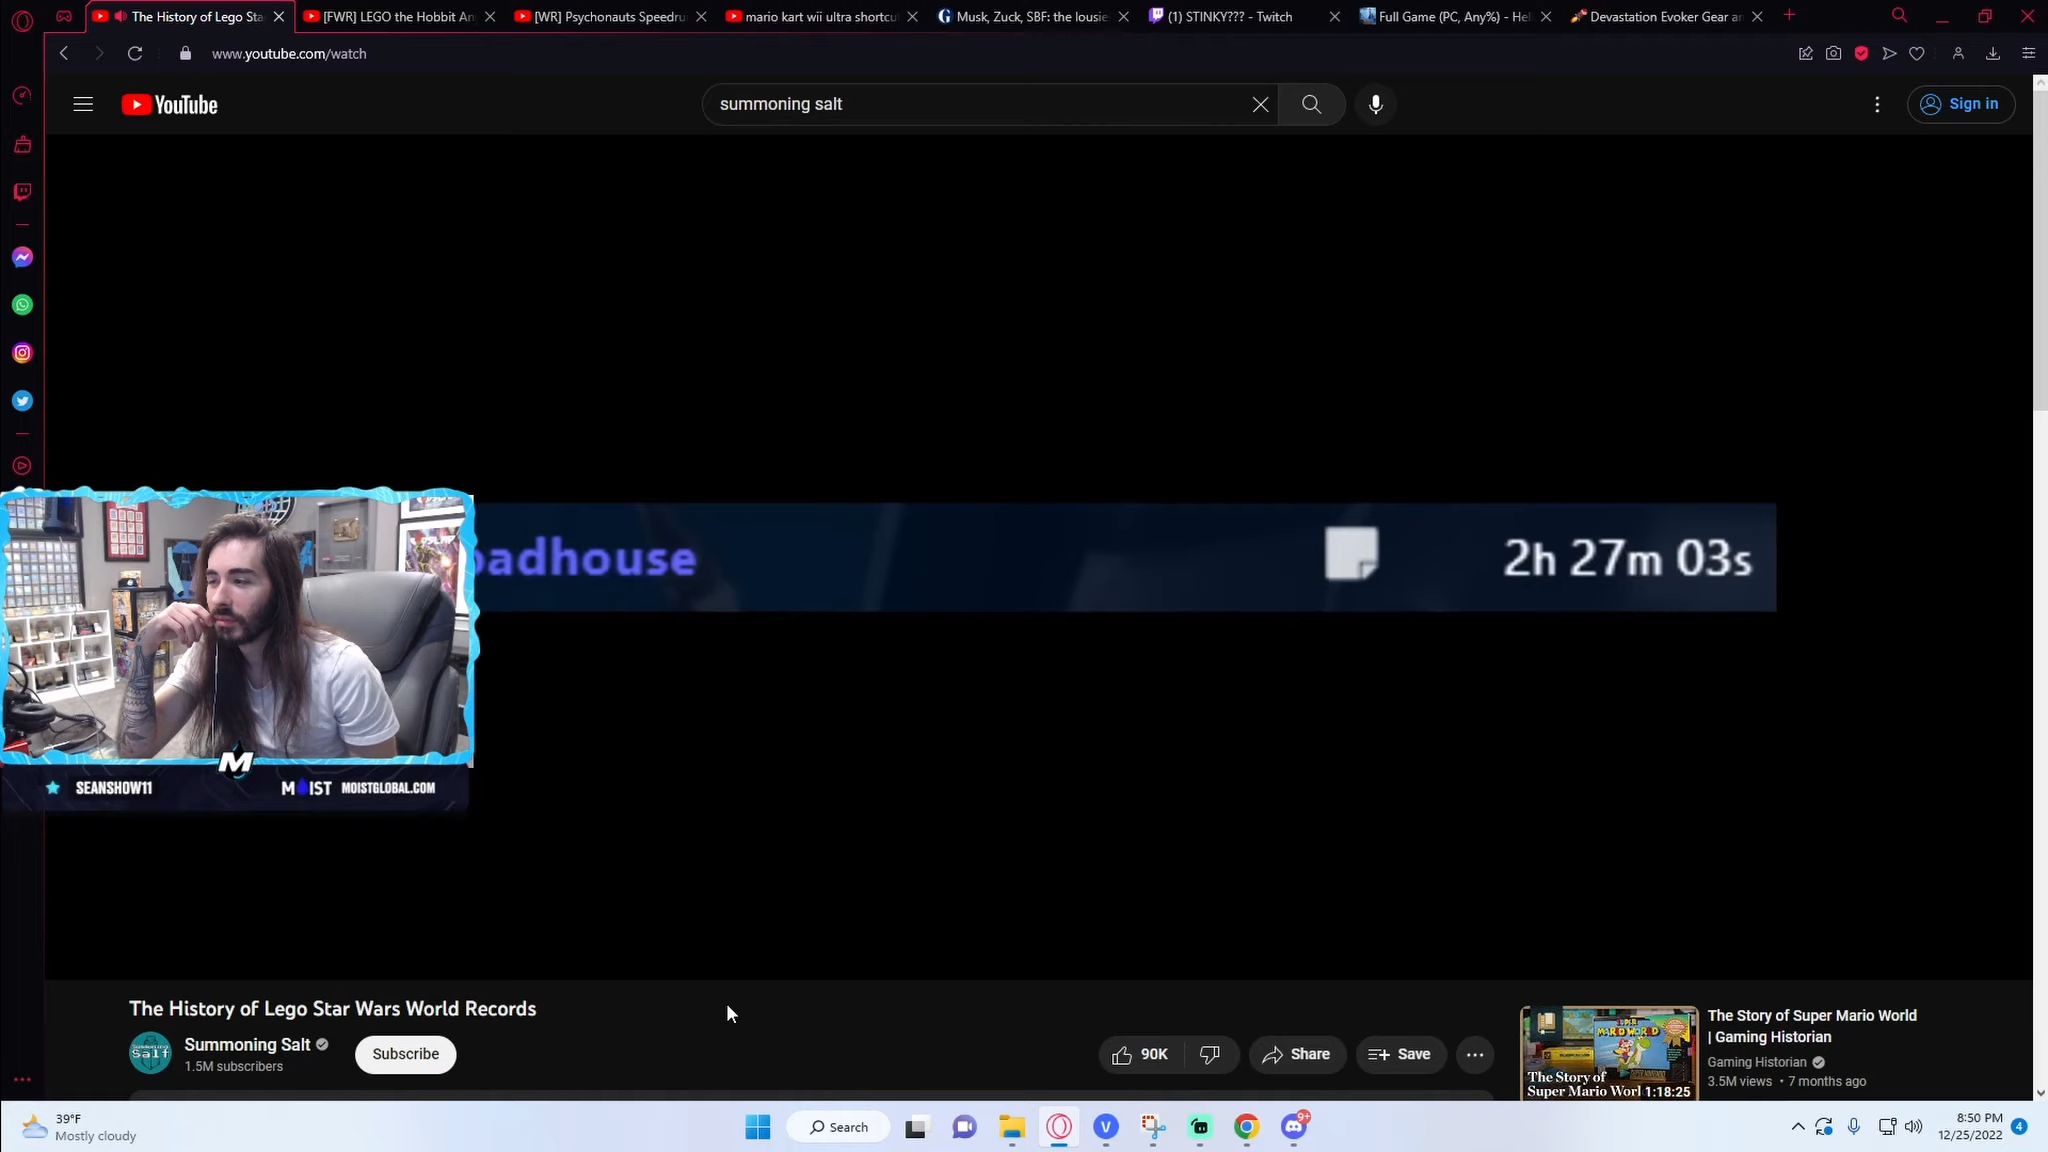 The History of Lego Sta
[FWR] LEGO the Hobbit An
[WR] Psychonauts Speedru
mario kart wii ultra shortcu
Musk, Zuck, SBF: the lousie
(1) STINKY??? - Twitch
Full Game (PC, Any%) - Hel
Devastation Evoker Gear an
www.youtube.com/watch
YouTube
summoning salt
Sign in
oadhouse
2h 27m 03s
M
SEANSHOW11
MOIST
MOISTGLOBAL.COM
The History of Lego Star Wars World Records
Summoning Salt
1.5M subscribers
Subscribe
90K
Share
Save
The Story of
Super Mario Worl
1:18:25
The Story of Super Mario World
| Gaming Historian
Gaming Historian
3.5M views • 7 months ago
39°F
Mostly cloudy
Search
V
9+
8:50 PM
12/25/2022
4